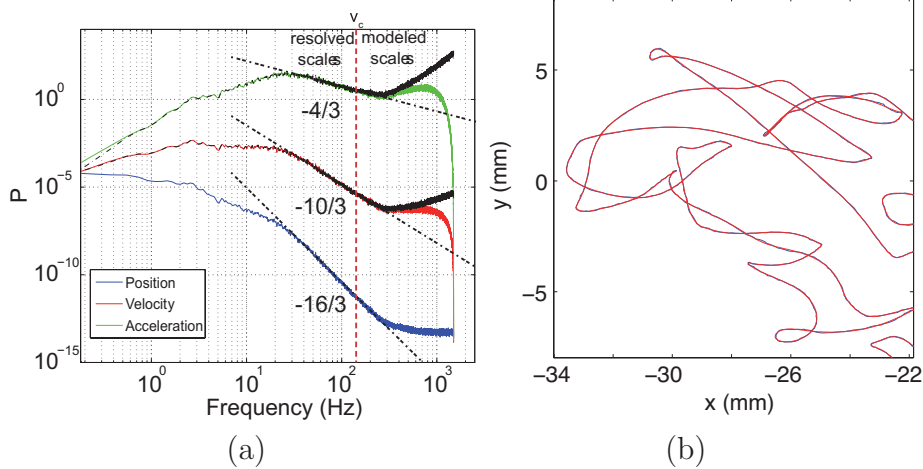 (a)
v_c
resolved scales
modeled scales
10^0
10^-5
10^-10
10^-15
P
-4/3
-10/3
-16/3
Position
Velocity
Acceleration
10^0 10^1 10^2 10^3
Frequency (Hz)
(a)
(b)
5
0
-5
y (mm)
-34 -30 -26 -22
x (mm)
(b)